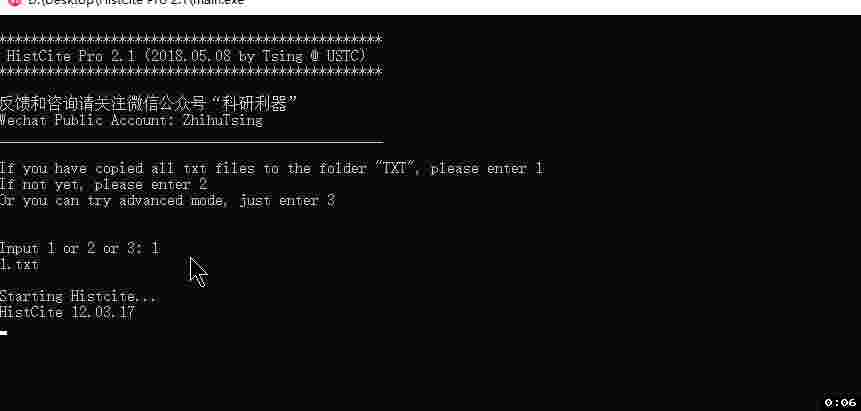 D:\Desktop\HistCite Pro 2.1\main.exe
************************************************
HistCite Pro 2.1 (2018.05.08 by Tsing @ USTC)
************************************************
反馈和咨询请关注微信公众号“科研利器”
Wechat Public Account: ZhihuTsing
________________________________________________
If you have copied all txt files to the folder "TXT", please enter 1
If not yet, please enter 2
Or you can try advanced mode, just enter 3
Input 1 or 2 or 3: 1
1.txt
Starting Histcite...
HistCite 12.03.17
0:06